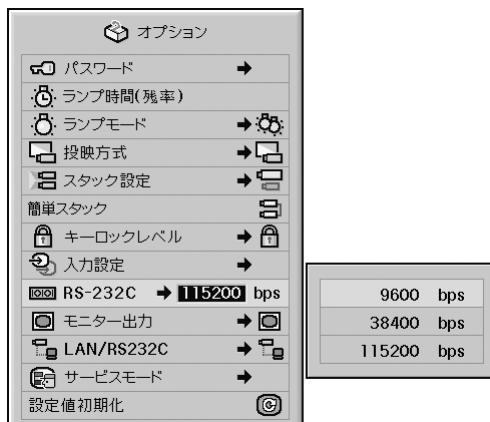 オプション
パスワード
ランプ時間(残率)
ランプモード
投映方式
スタック設定
簡単スタック
キーロックレベル
入力設定
RS-232C 115200 bps
モニター出力
LAN/RS232C
サービスモード
設定値初期化
9600 bps
38400 bps
115200 bps